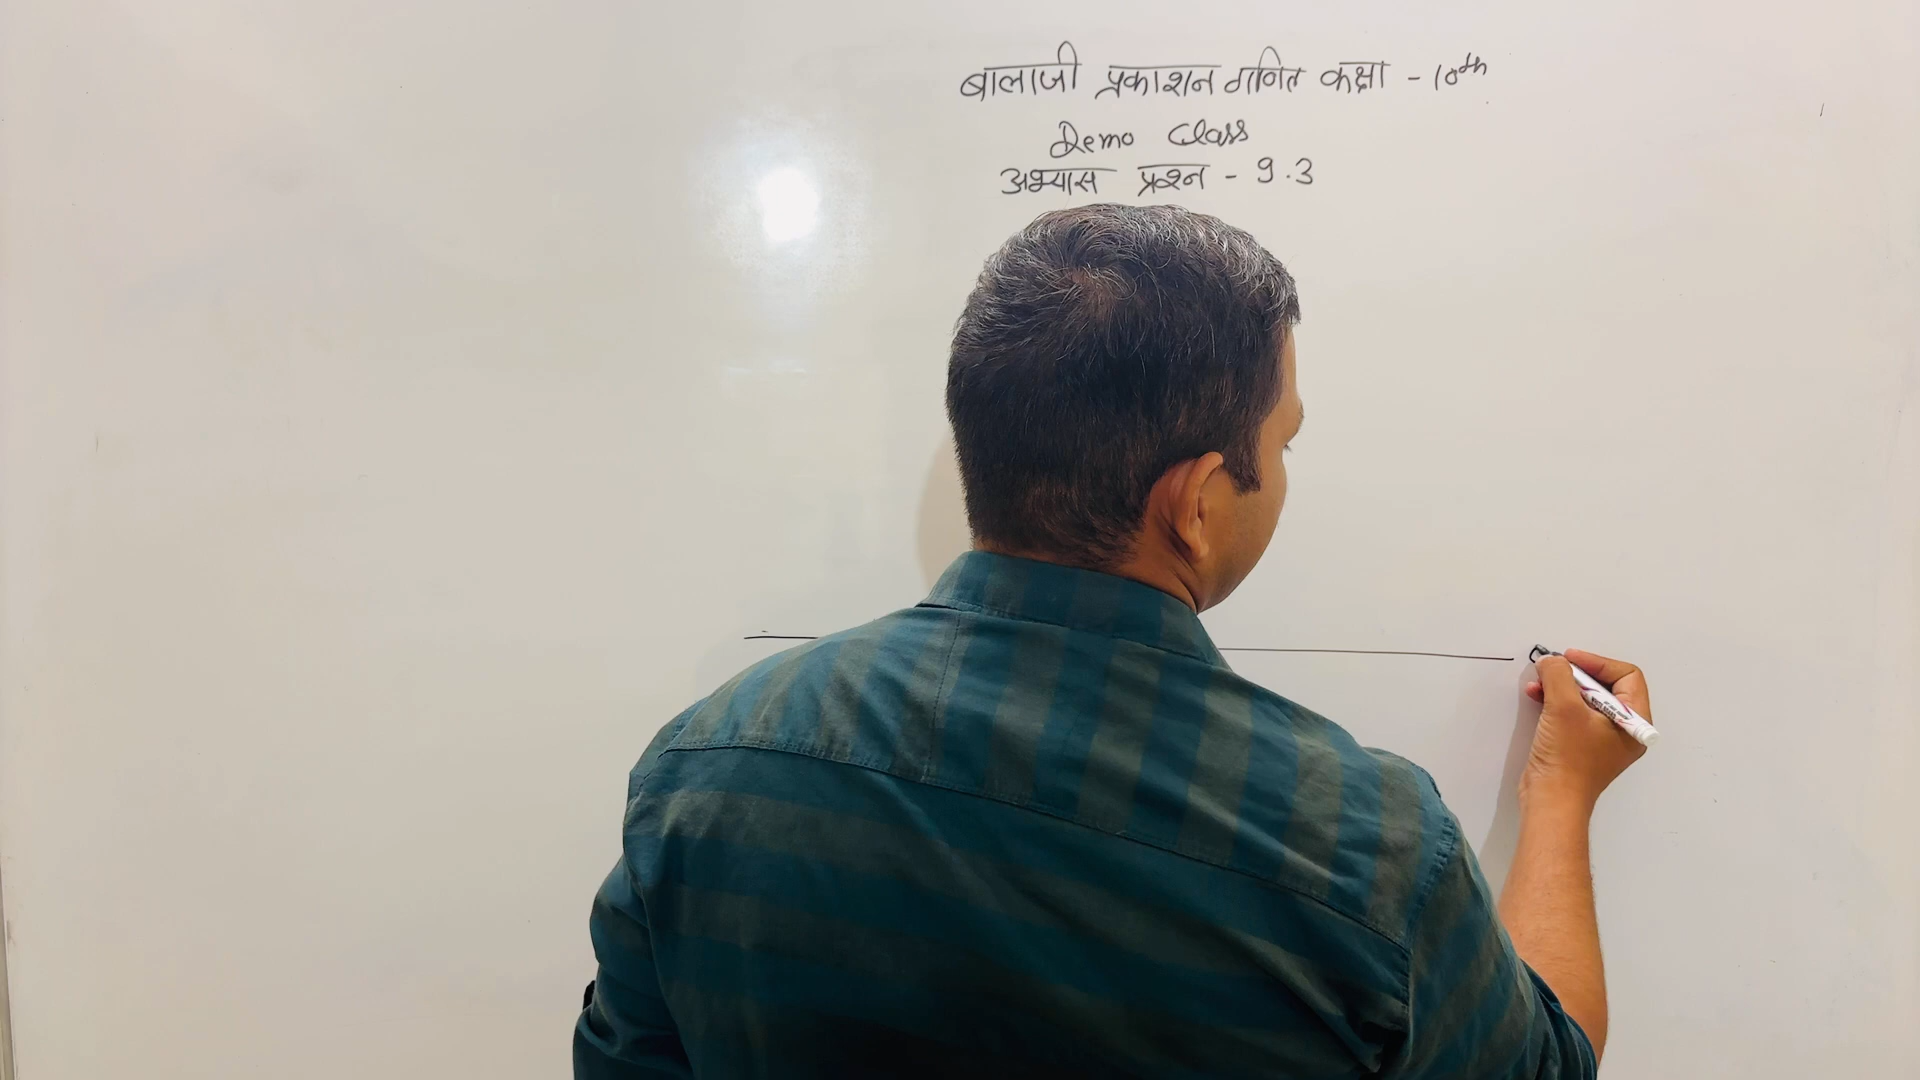 बालाजी प्रकाशन गणित कक्षा - 10th
Demo Class
अभ्यास प्रश्न - 9.3